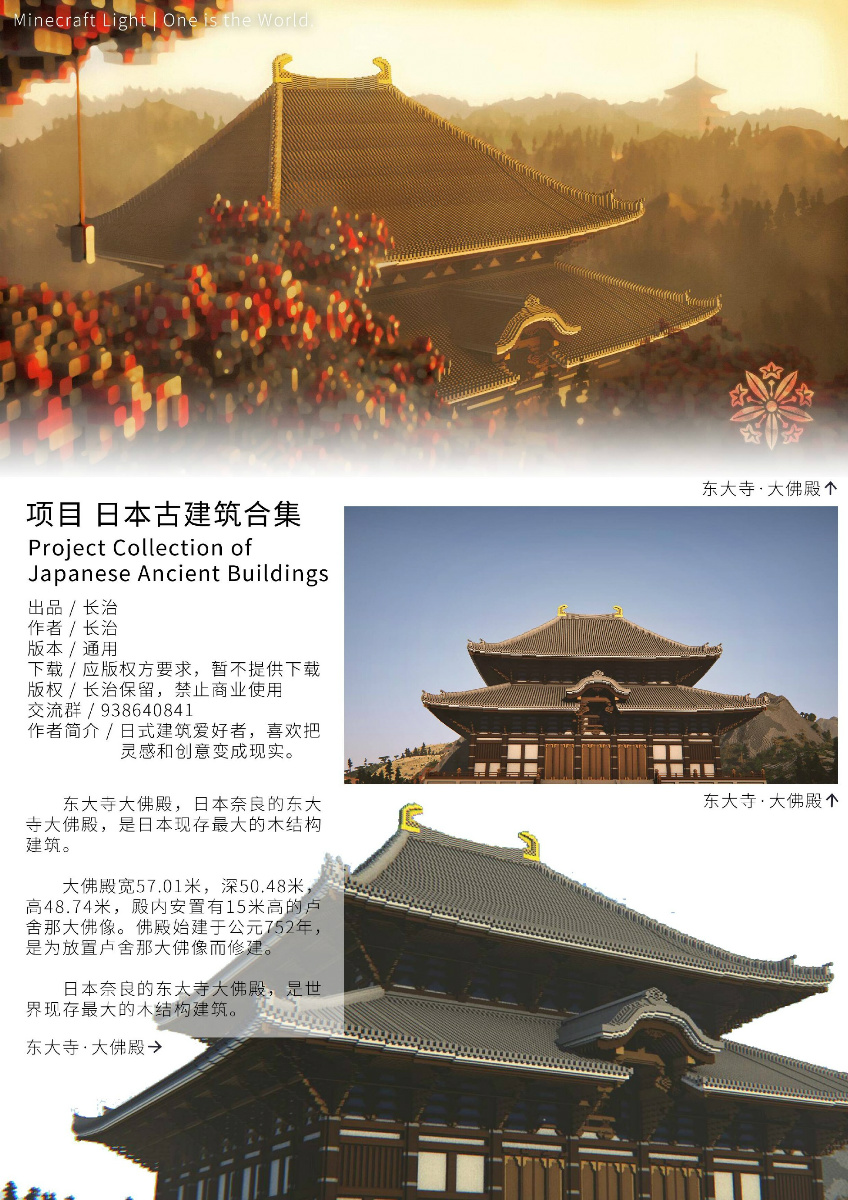 Minecraft Light | One is the World.
东大寺·大佛殿↑
项目 日本古建筑合集
Project Collection of
Japanese Ancient Buildings
出品 / 长治
作者 / 长治
版本 / 通用
下载 / 应版权方要求，暂不提供下载
版权 / 长治保留，禁止商业使用
交流群 / 938640841
作者简介 / 日式建筑爱好者，喜欢把
灵感和创意变成现实。
东大寺·大佛殿↑
东大寺大佛殿，日本奈良的东大
寺大佛殿，是日本现存最大的木结构
建筑。
大佛殿宽57.01米，深50.48米，
高48.74米，殿内安置有15米高的卢
舍那大佛像。佛殿始建于公元752年，
是为放置卢舍那大佛像而修建。
日本奈良的东大寺大佛殿，是世
界现存最大的木结构建筑。
东大寺·大佛殿→